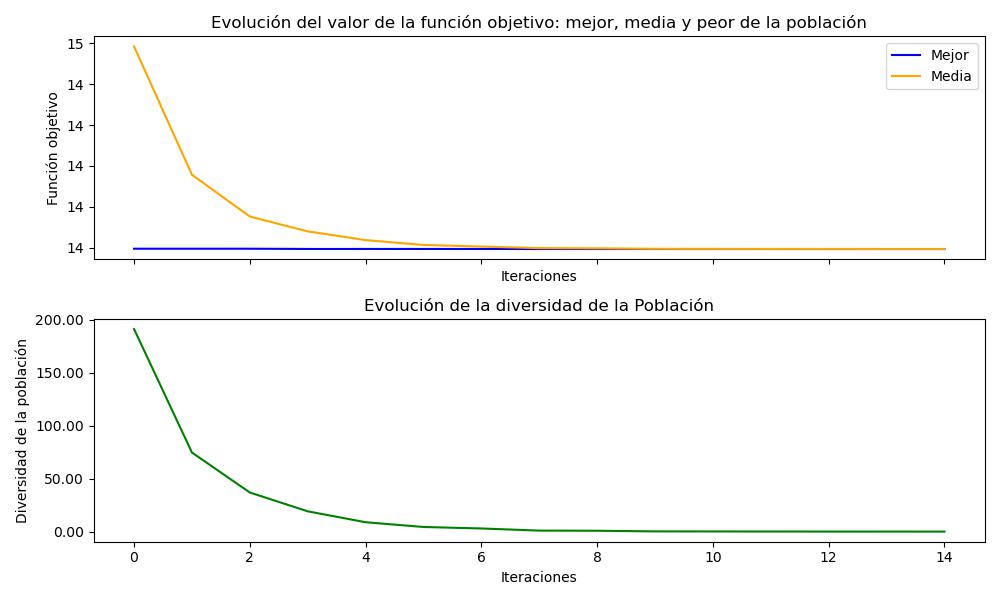 Evolución del valor de la función objetivo: mejor, media y peor de la población
15
14
14
14
14
14
Función objetivo
Mejor
Media
Iteraciones
Evolución de la diversidad de la Población
200.00
150.00
100.00
50.00
0.00
Diversidad de la población
0 2 4 6 8 10 12 14
Iteraciones